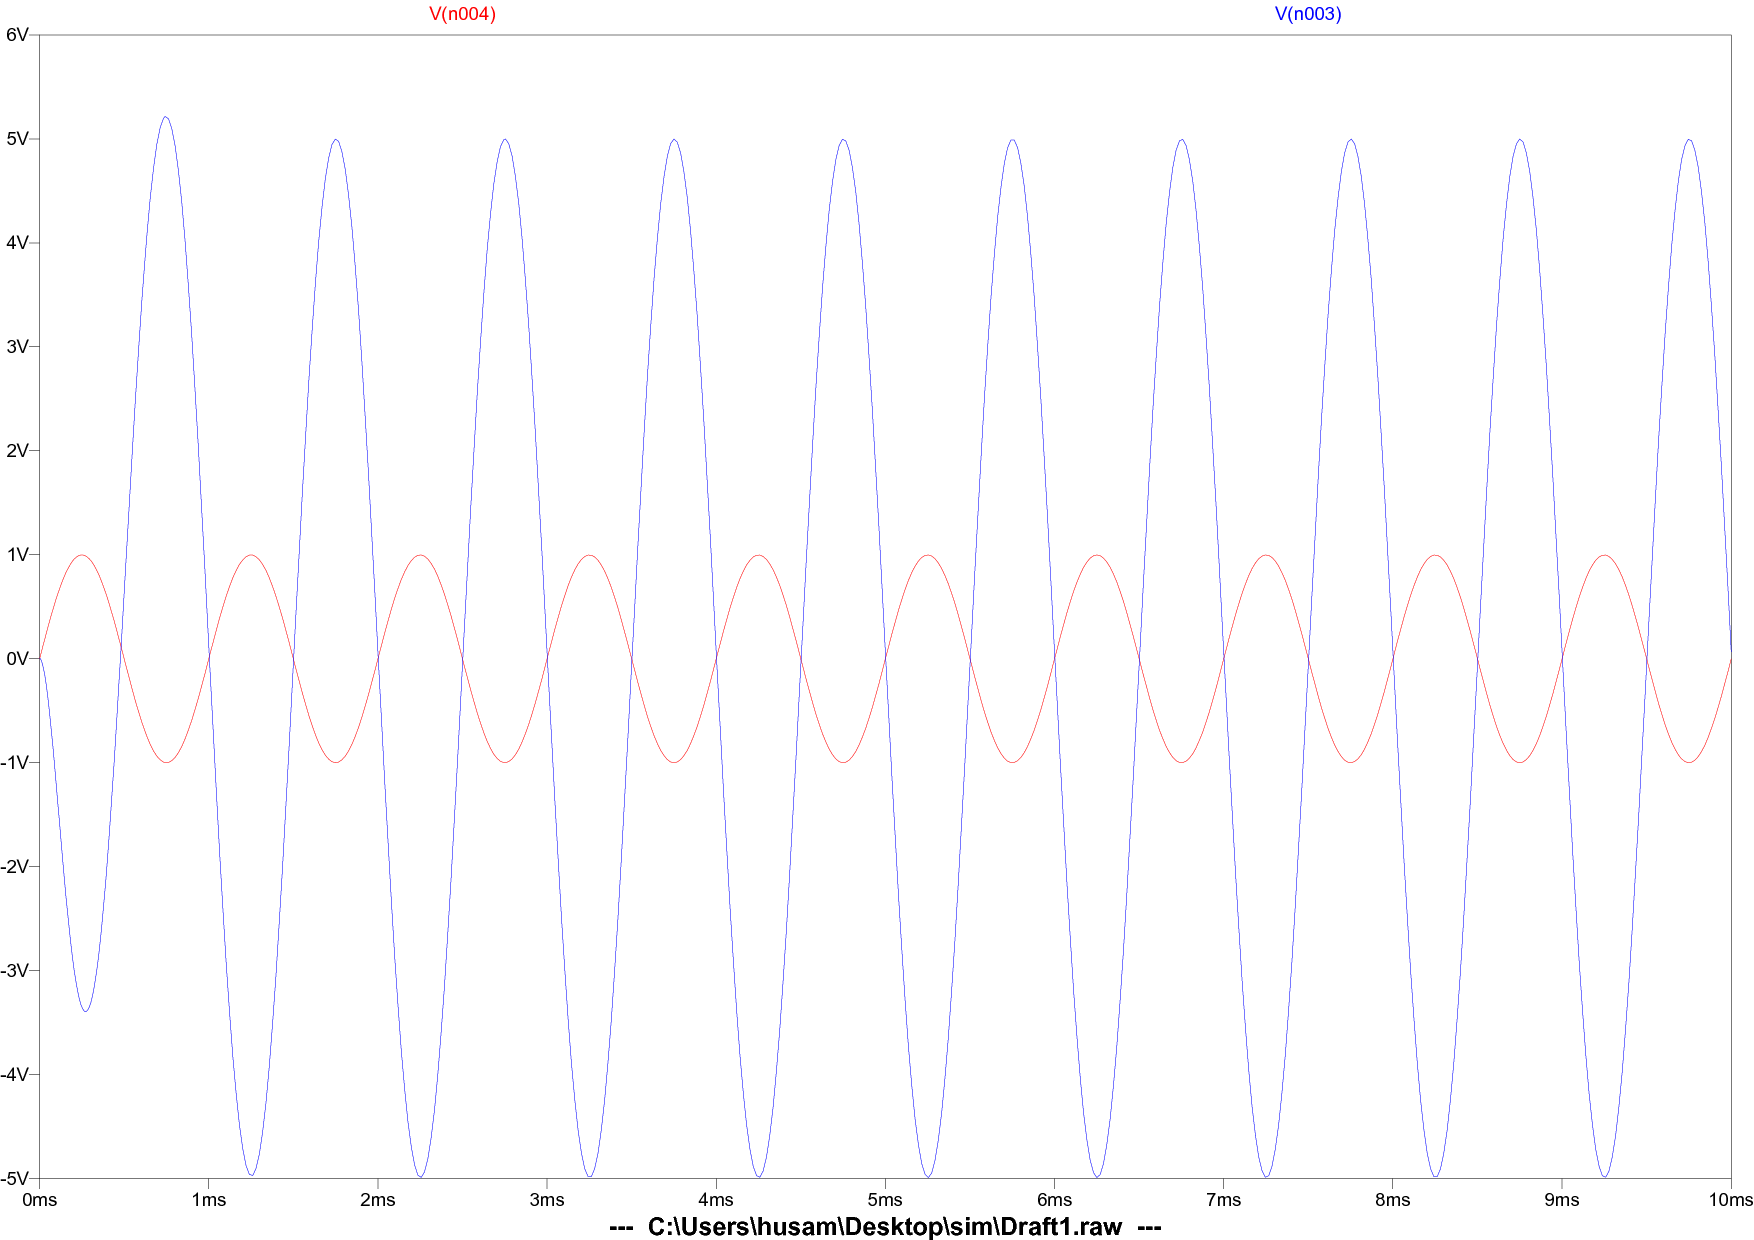 V(n004) V(n003)
6V
5V
4V
3V
2V
1V
0V
-1V
-2V
-3V
-4V
-5V
0ms 1ms 2ms 3ms 4ms 5ms 6ms 7ms 8ms 9ms 10ms
--- C:\Users\husam\Desktop\sim\Draft1.raw ---